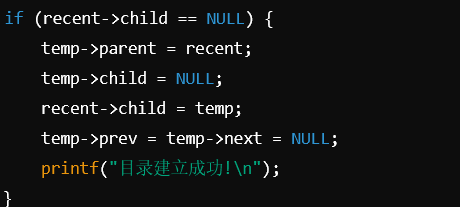 if (recent->child == NULL) {
    temp->parent = recent;
    temp->child = NULL;
    recent->child = temp;
    temp->prev = temp->next = NULL;
    printf("目录建立成功!\n");
}